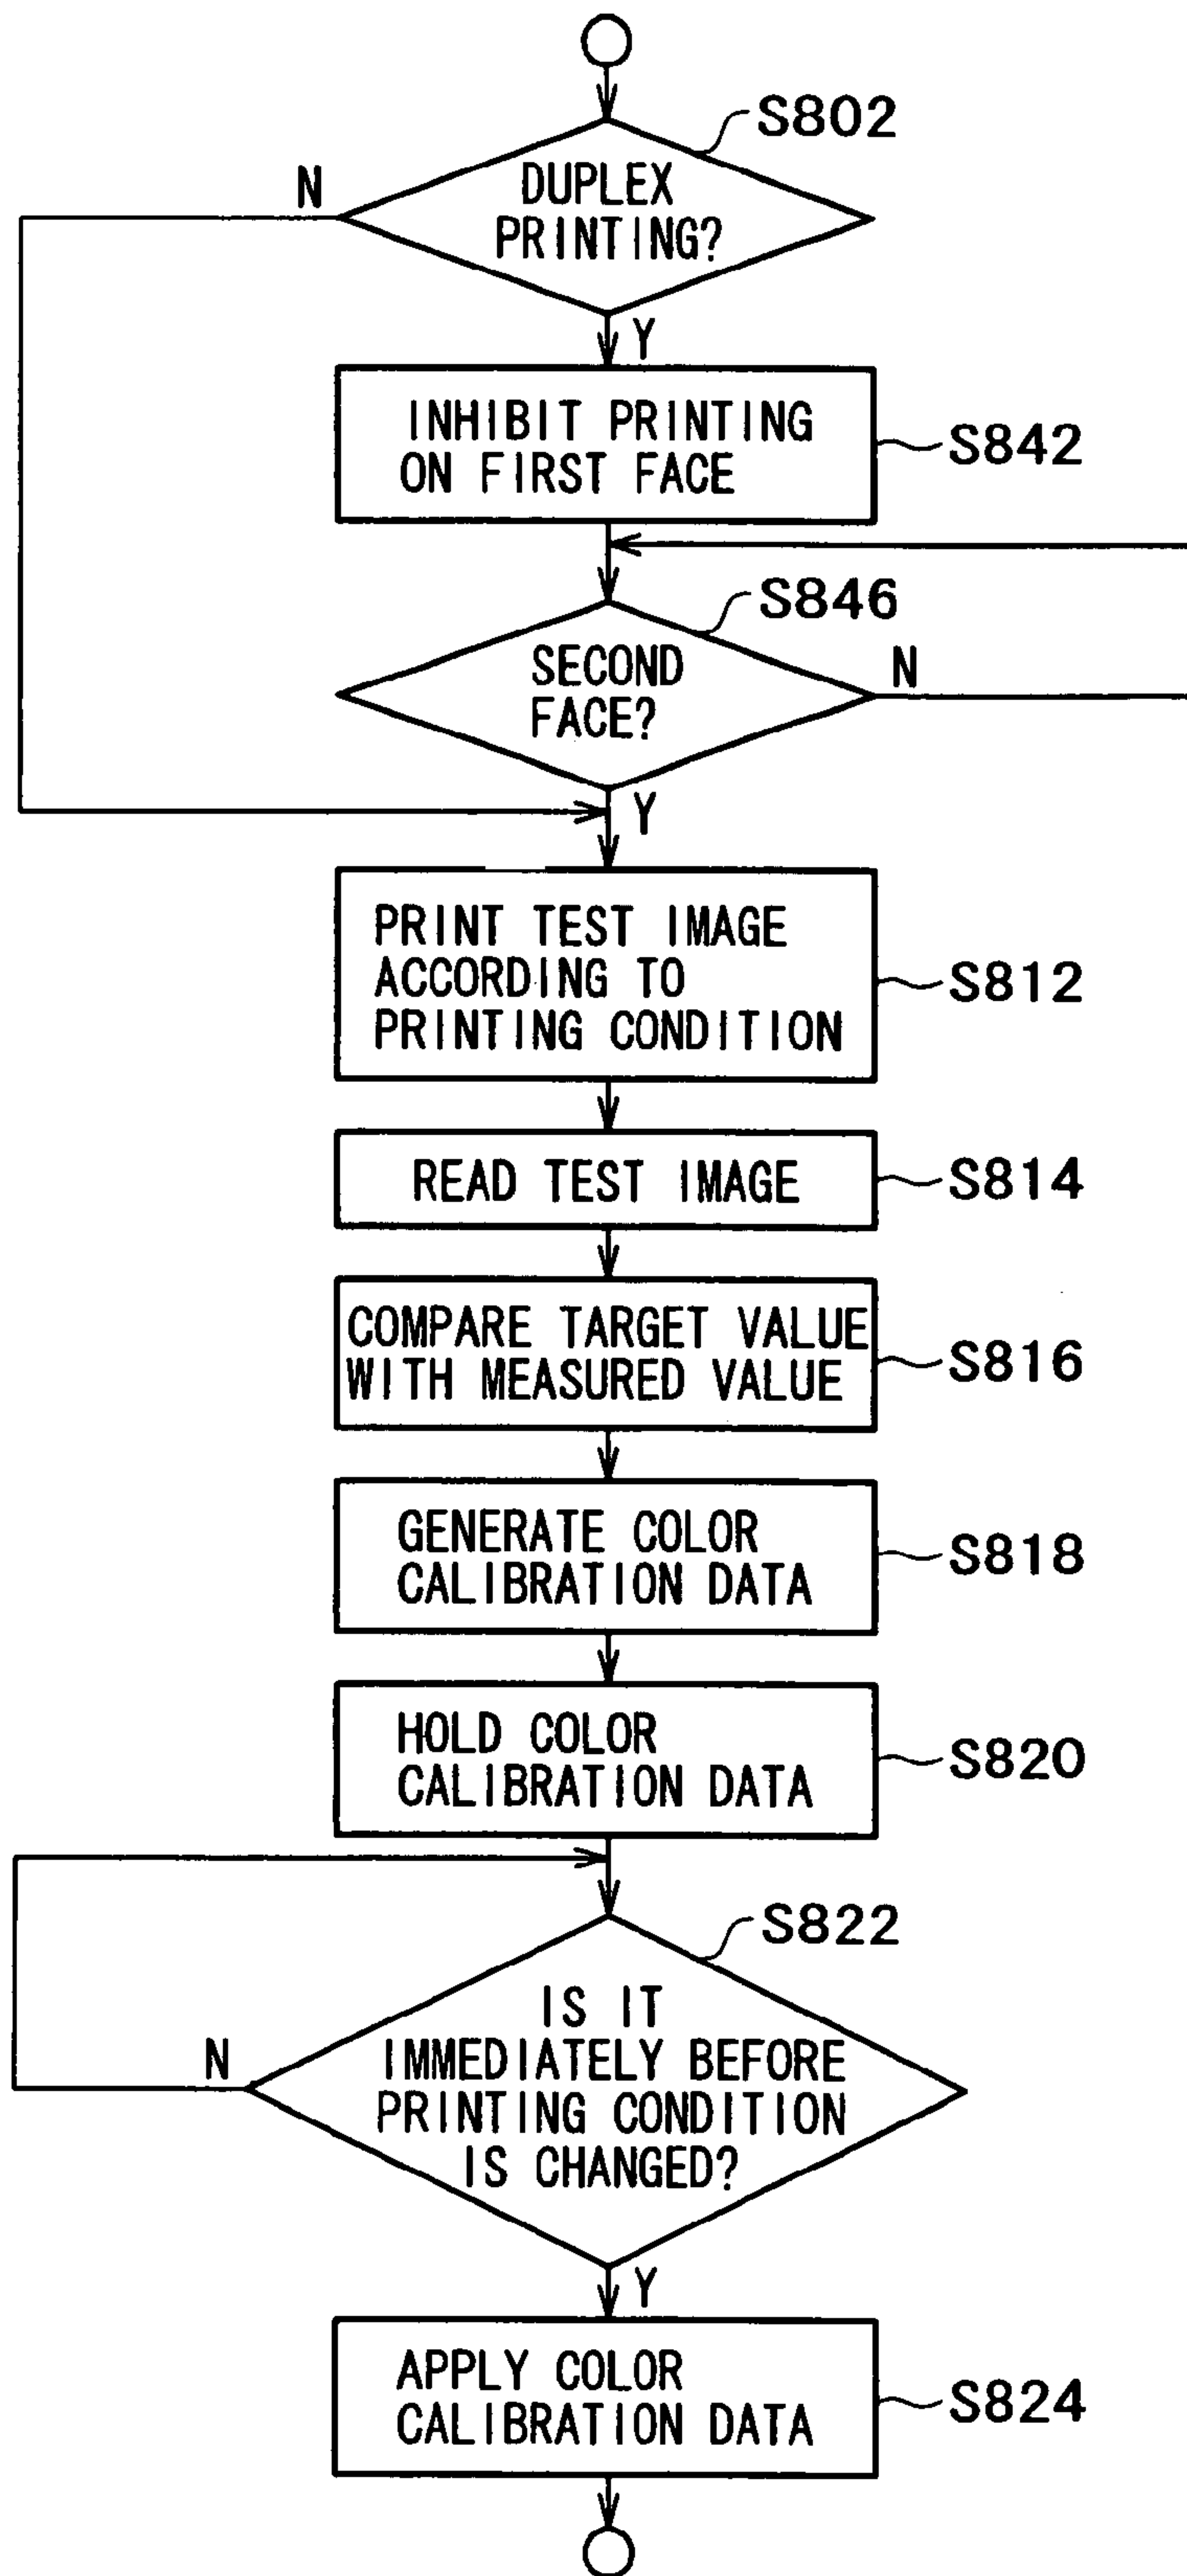 S802
N
DUPLEX
PRINTING?
Y
INHIBIT PRINTING
ON FIRST FACE
S842
S846
SECOND
FACE?
N
Y
PRINT TEST IMAGE
ACCORDING TO
PRINTING CONDITION
S812
READ TEST IMAGE
S814
COMPARE TARGET VALUE
WITH MEASURED VALUE
S816
GENERATE COLOR
CALIBRATION DATA
S818
HOLD COLOR
CALIBRATION DATA
S820
S822
IS IT
IMMEDIATELY BEFORE
PRINTING CONDITION
IS CHANGED?
N
Y
APPLY COLOR
CALIBRATION DATA
S824